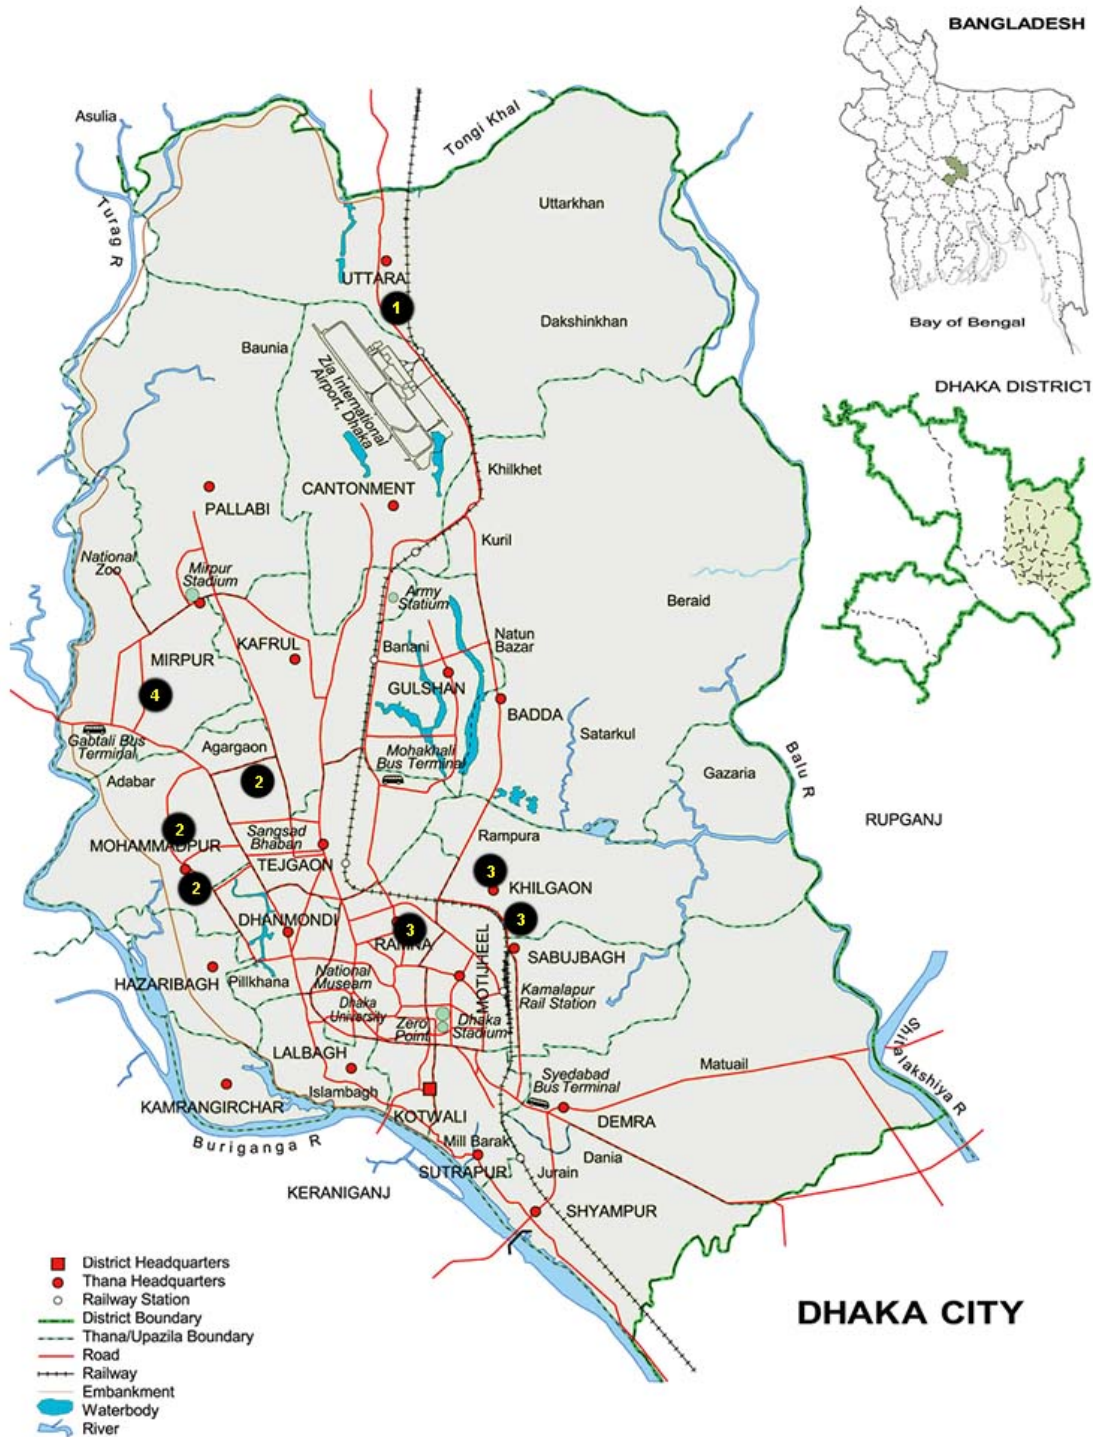 BANGLADESH
Bay of Bengal
DHAKA DISTRICT
Asulia
Tongi Khal
Turag R
Uttarkhan
UTTARA
1
Dakshinkhan
Baunia
Zia International
Airport, Dhaka
Khilkhet
CANTONMENT
PALLABI
Kuril
National
Zoo
Mirpur
Stadium
Army
Statium
Beraid
KAFRUL
Banani
Natun
Bazar
MIRPUR
GULSHAN
4
BADDA
Satarkul
Gabtali Bus
Terminal
Agargaon
Mohakhali
Bus Terminal
Balu R
Adabar
2
Gazaria
RUPGANJ
2
MOHAMMADPUR
Sangsad
Bhaban
Rampura
TEJGAON
3
KHILGAON
2
DHANMONDI
3
3
RAMNA
MOTIJHEEL
SABUJBAGH
HAZARIBAGH
Pillkhana
National
Museam
Kamalapur
Rail Station
Dhaka
University
Zero
Point
Dhaka
Stadium
Shitalakshiya R
LALBAGH
Matuail
Islambagh
Syedabad
Bus Terminal
KAMRANGIRCHAR
KOTWALI
DEMRA
Buriganga R
Mill Barak
Dania
SUTRAPUR
Jurain
KERANIGANJ
SHYAMPUR
District Headquarters
Thana Headquarters
Railway Station
District Boundary
Thana/Upazila Boundary
Road
Railway
Embankment
Waterbody
River
DHAKA CITY